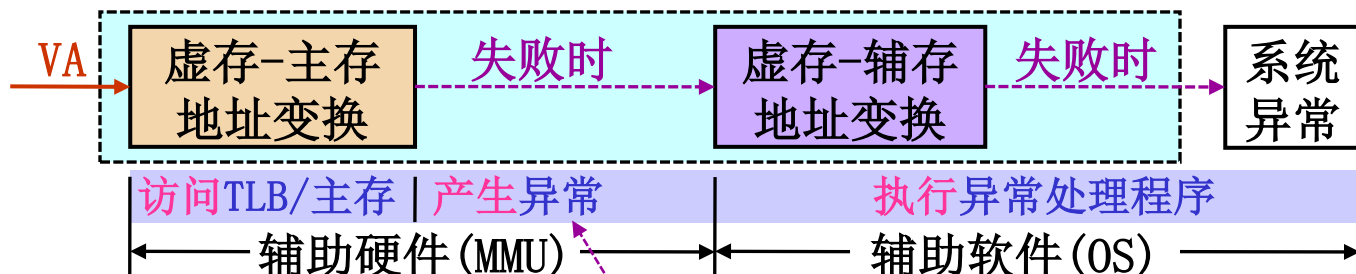 VA
虚存-主存
地址变换
失败时
虚存-辅存
地址变换
失败时
系统
异常
访问TLB/主存
产生异常
执行异常处理程序
辅助硬件(MMU)
辅助软件(OS)